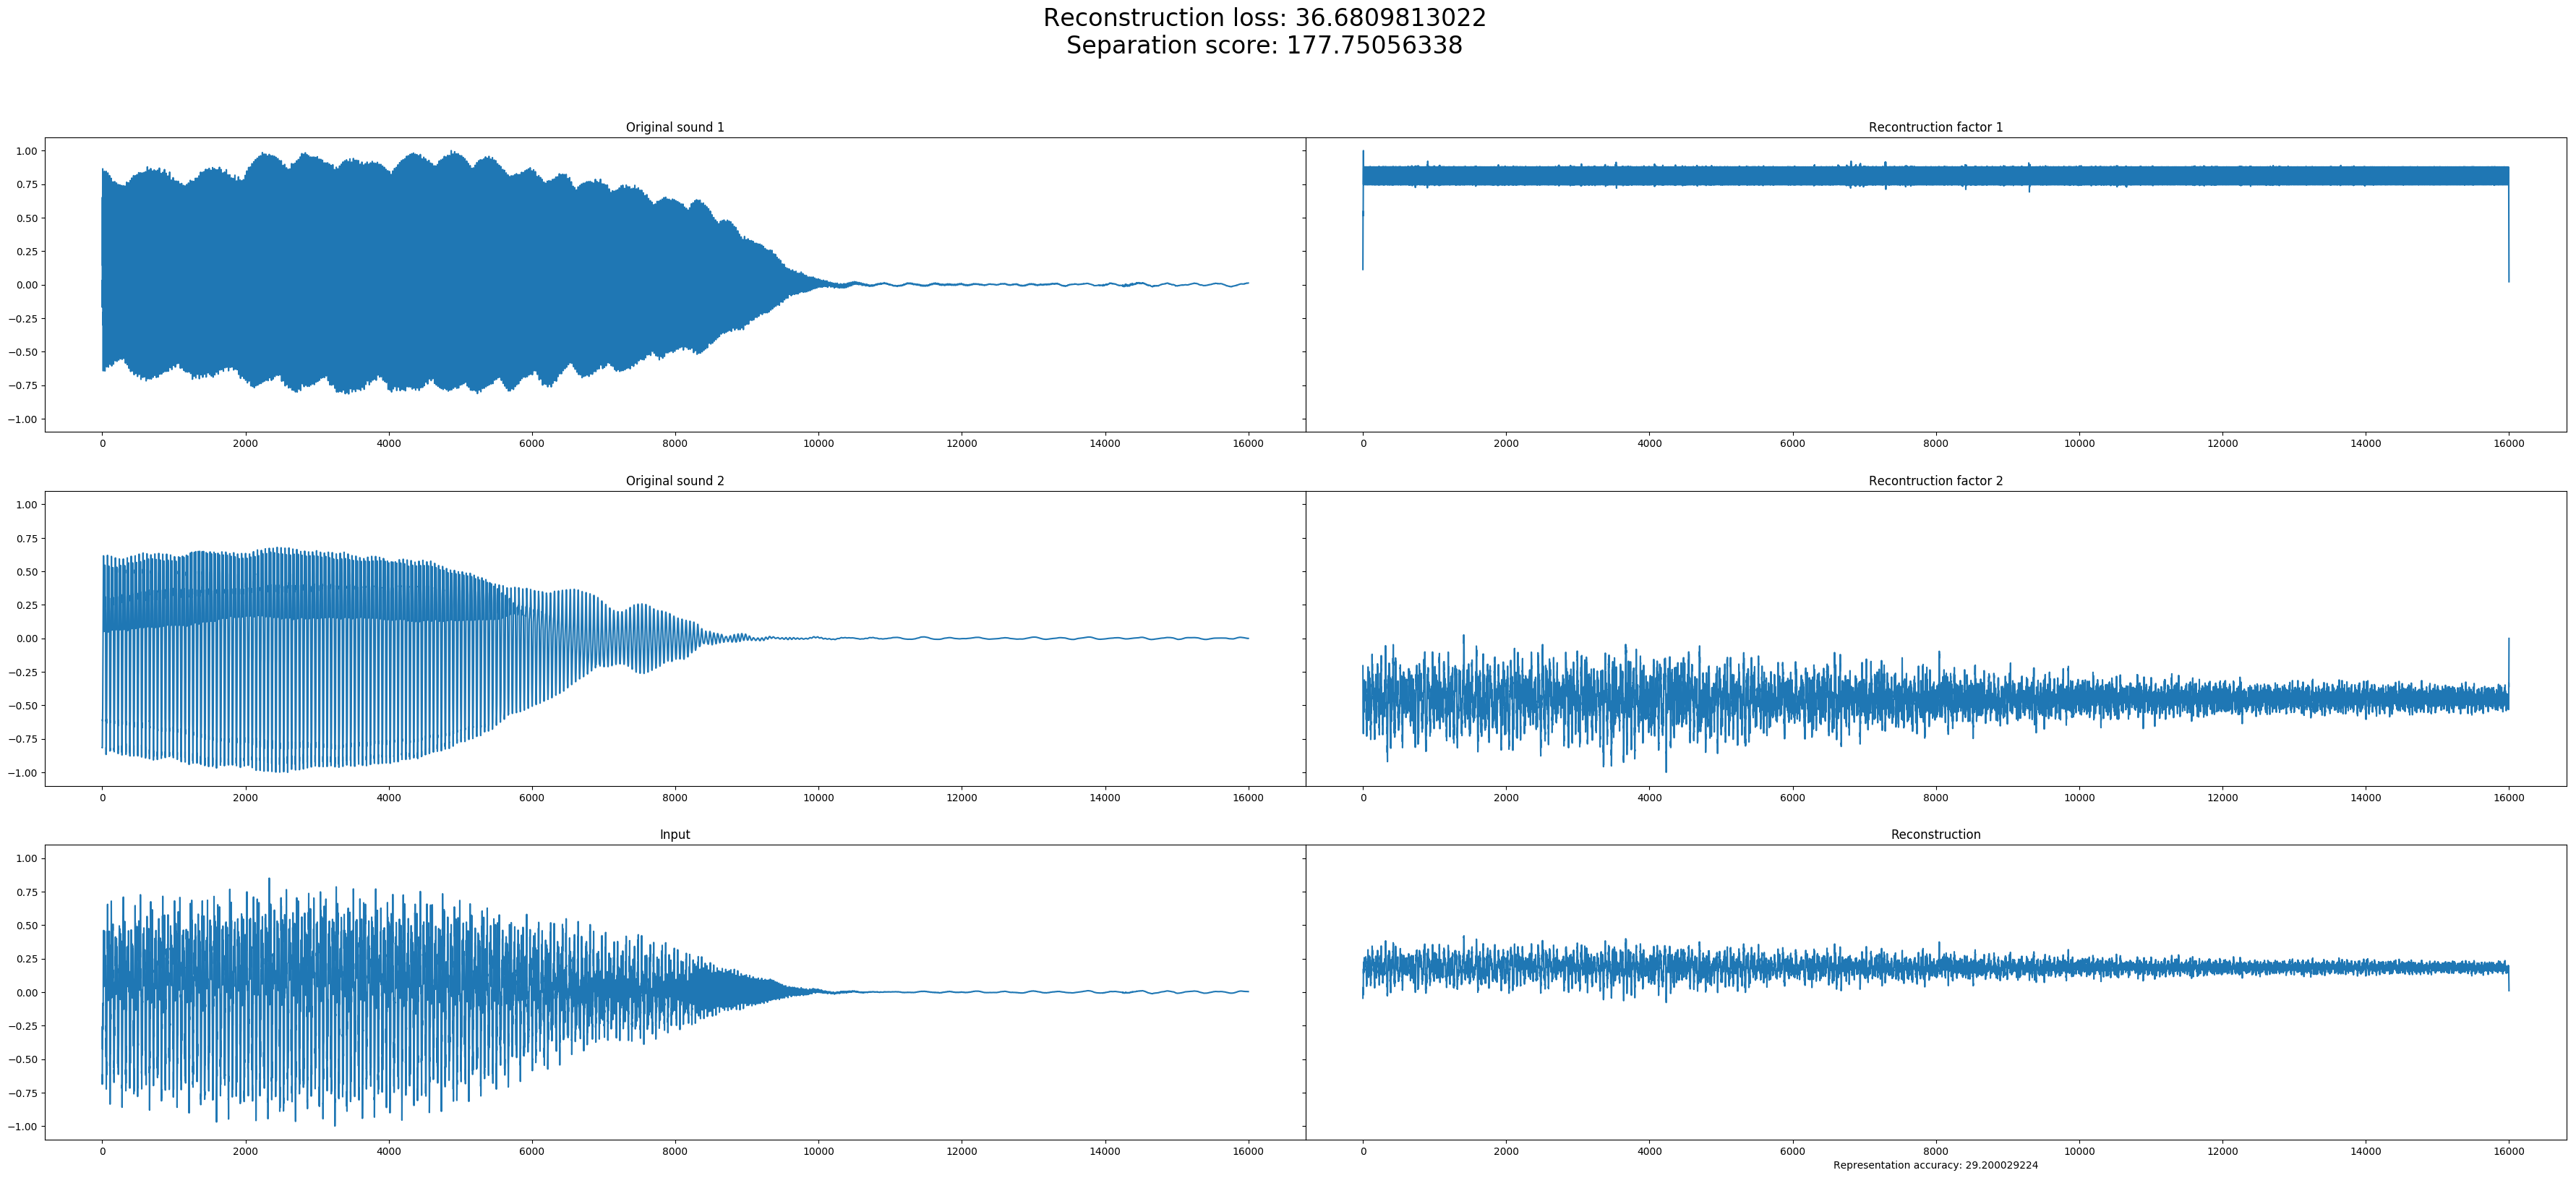 Reconstruction loss: 36.6809813022
Separation score: 177.75056338
Original sound 1
Recontruction factor 1
1.00
0.75
0.50
0.25
0.00
−0.25
−0.50
−0.75
−1.00
0 2000 4000 6000 8000 10000 12000 14000 16000
0 2000 4000 6000 8000 10000 12000 14000 16000
Original sound 2
Recontruction factor 2
1.00
0.75
0.50
0.25
0.00
−0.25
−0.50
−0.75
−1.00
0 2000 4000 6000 8000 10000 12000 14000 16000
0 2000 4000 6000 8000 10000 12000 14000 16000
Input
Reconstruction
1.00
0.75
0.50
0.25
0.00
−0.25
−0.50
−0.75
−1.00
0 2000 4000 6000 8000 10000 12000 14000 16000
0 2000 4000 6000 8000 10000 12000 14000 16000
Representation accuracy: 29.200029224